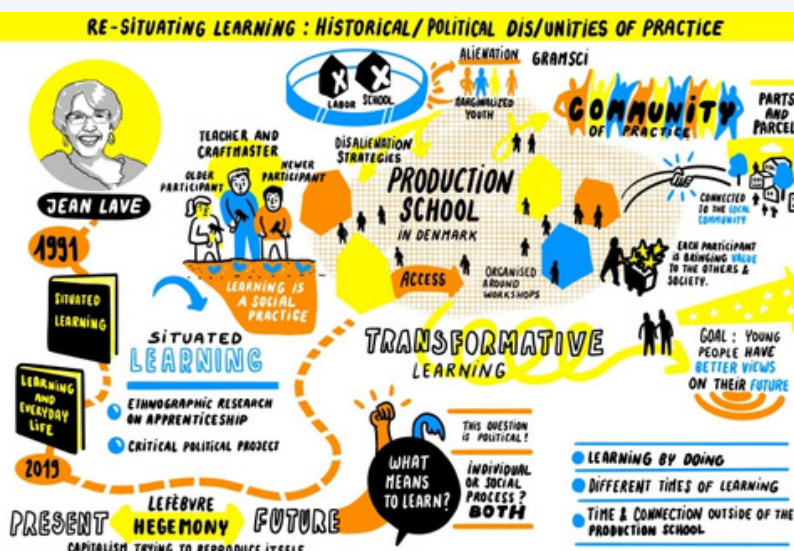 RE-SITUATING LEARNING : HISTORICAL/ POLITICAL DIS/UNITIES OF PRACTICE
JEAN LAVE
1991
SITUATED
LEARNING
LEARNING
AND
EVERYDAY
LIFE
2019
TEACHER AND
CRAFTMASTER
OLDER
PARTICIPANT
NEWER
PARTICIPANT
LEARNING IS
A SOCIAL
PRACTICE
SITUATED
LEARNING
ETHNOGRAPHIC RESEARCH
ON APPRENTICESHIP
CRITICAL POLITICAL PROJECT
LABOR
SCHOOL
ALIENATION
GRAMSCI
MARGINALIZED
YOUTH
DISALIENATION
STRATEGIES
PRODUCTION
SCHOOL
IN DENMARK
ACCESS
ORGANISED
AROUND
WORKSHOPS
COMMUNITY
OF PRACTICE
PARTS
AND
PARCEL
CONNECTED
TO THE LOCAL
COMMUNITY
EACH PARTICIPANT
IS BRINGING VALUE
TO THE OTHERS &
SOCIETY.
TRANSFORMATIVE
LEARNING
GOAL : YOUNG
PEOPLE HAVE
BETTER VIEWS
ON THEIR FUTURE
WHAT
MEANS
TO LEARN?
THIS QUESTION
IS POLITICAL!
INDIVIDUAL
OR SOCIAL
PROCESS?
BOTH
LEARNING BY DOING
DIFFERENT TIMES OF LEARNING
TIME & CONNECTION OUTSIDE OF THE
PRODUCTION SCHOOL
LEFÈBVRE
PRESENT HEGEMONY FUTURE
CAPITALISM TRYING TO REPRODUCE ITSELF